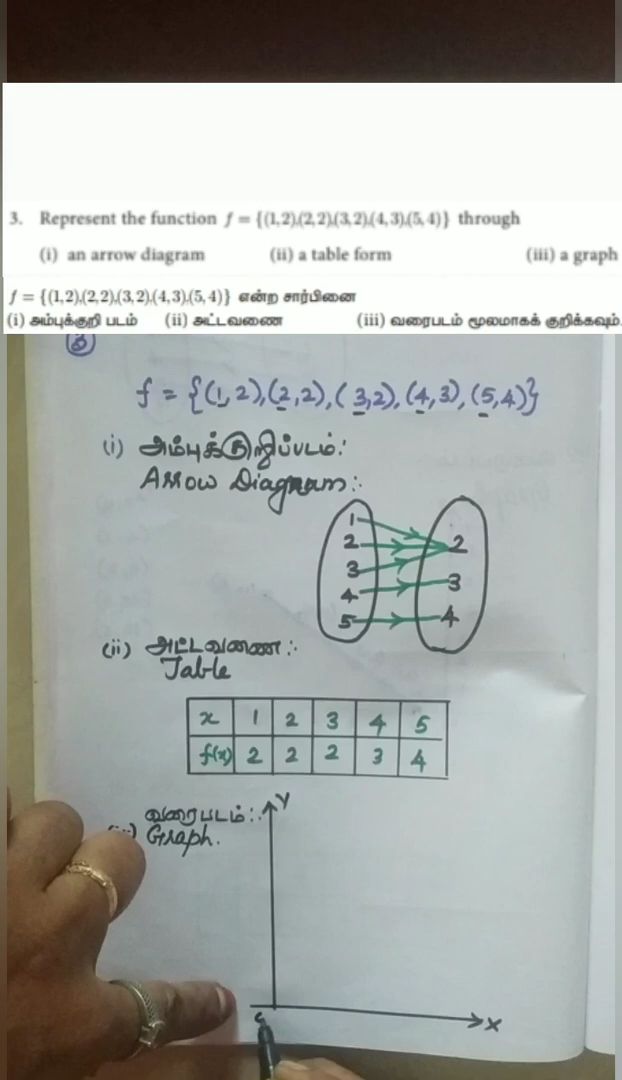 3. Represent the function f = {(1,2),(2,2),(3,2),(4,3),(5,4)} through
(i) an arrow diagram (ii) a table form (iii) a graph
f = {(1,2),(2,2),(3,2),(4,3),(5,4)} என்ற சார்பினை
(i) அம்புக்குறி படம் (ii) அட்டவணை (iii) வரைபடம் மூலமாகக் குறிக்கவும்.
3
f = {(1,2),(2,2),(3,2),(4,3),(5,4)}
(i) அம்புக்குறிப்படம்:
Arrow Diagram:
1
2 2
3
4 3
5 4
(ii) அட்டவணை:
Table
x 1 2 3 4 5
f(x) 2 2 2 3 4
வரைபடம்: Y
Graph.
X